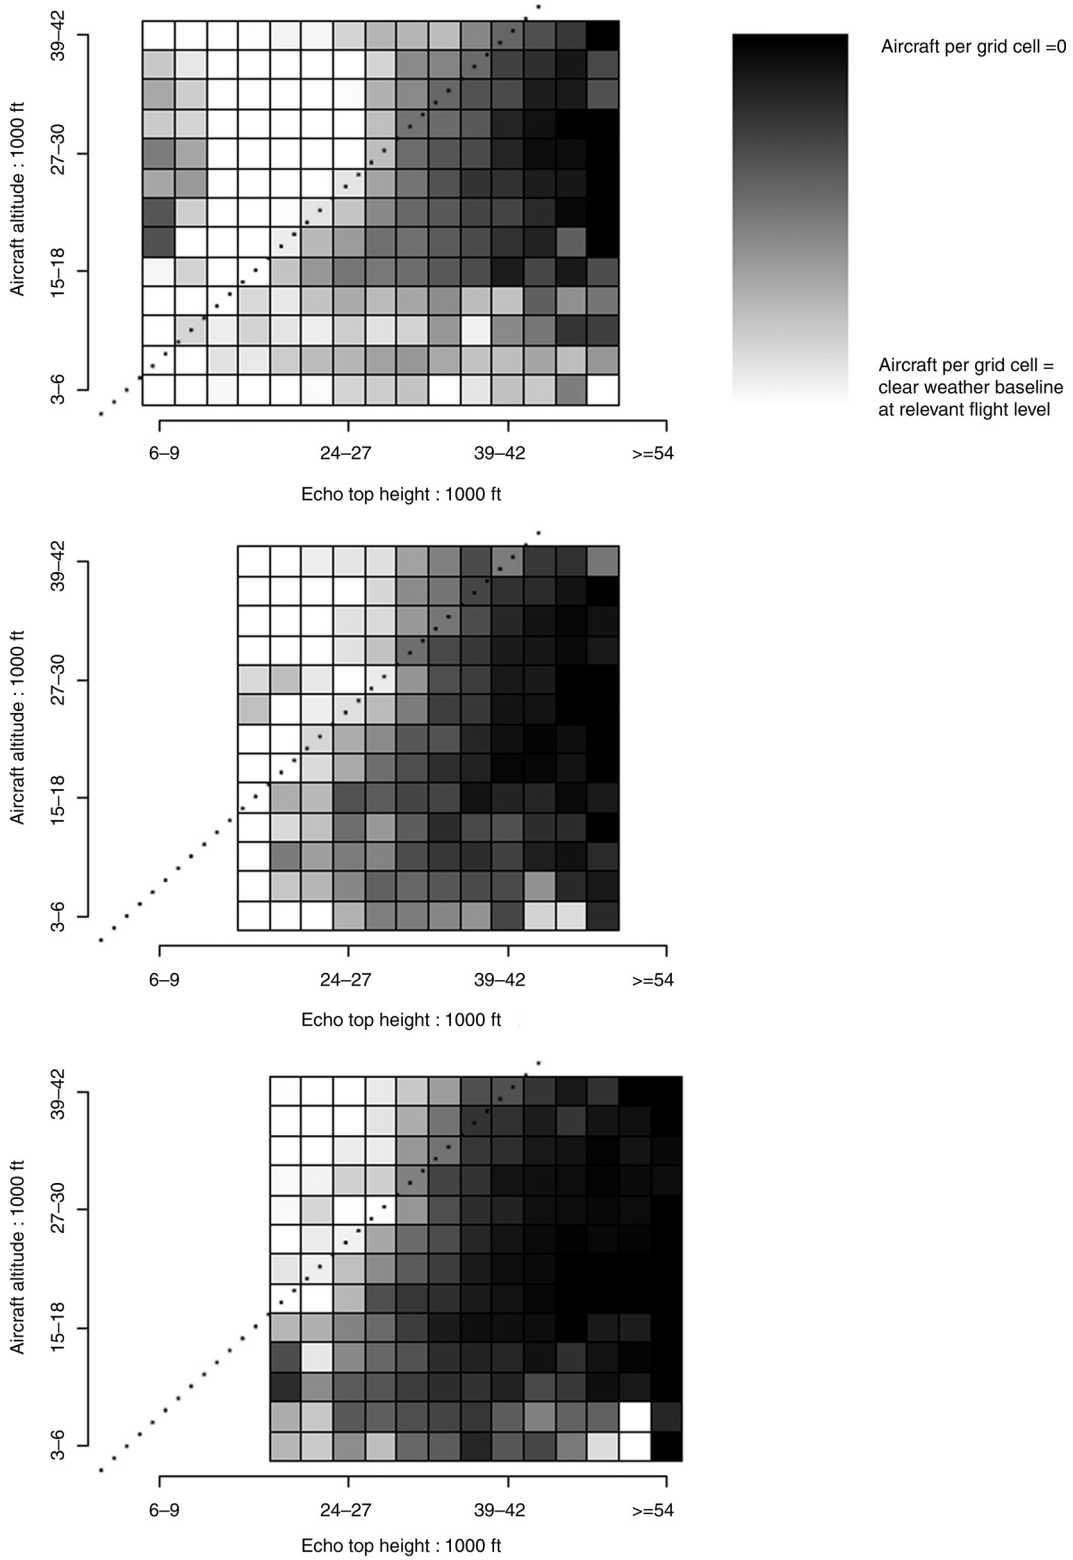 Aircraft altitude : 1000 ft
39–42
27–30
15–18
3–6
6–9
24–27
39–42
>=54
Echo top height : 1000 ft
Aircraft per grid cell =0
Aircraft per grid cell =
clear weather baseline
at relevant flight level
Aircraft altitude : 1000 ft
39–42
27–30
15–18
3–6
6–9
24–27
39–42
>=54
Echo top height : 1000 ft
Aircraft altitude : 1000 ft
39–42
27–30
15–18
3–6
6–9
24–27
39–42
>=54
Echo top height : 1000 ft